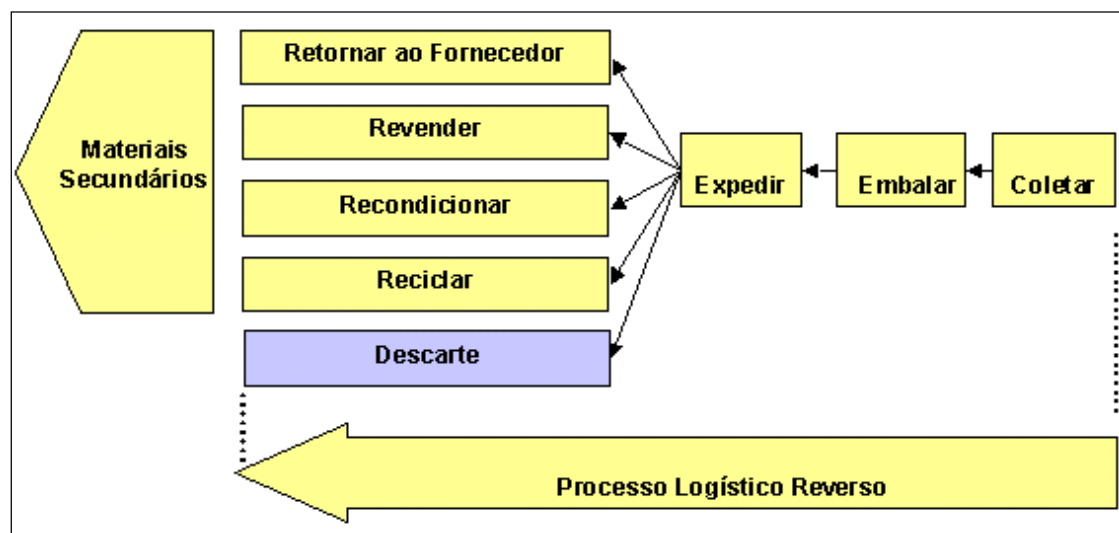 Retornar ao Fornecedor
Revender
Materiais
Secundários
Expedir
Embalar
Coletar
Recondicionar
Reciclar
Descarte
Processo Logístico Reverso